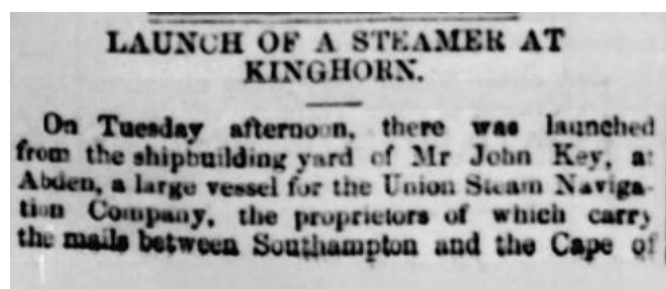 LAUNCH OF A STEAMER AT
KINGHORN.
On Tuesday afternoon, there was launched
from the shipbuilding yard of Mr John Key, at
Abden, a large vessel for the Union Steam Naviga-
tion Company, the proprietors of which carry
the mails between Southampton and the Cape of